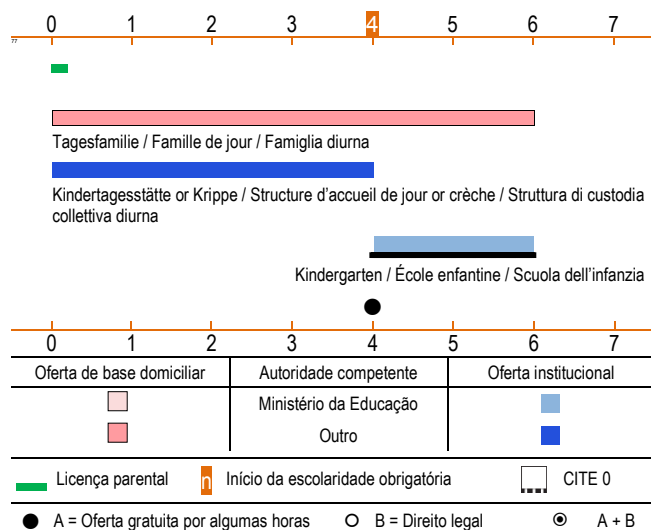 0 1 2 3 4 5 6 7
77
Tagesfamilie / Famille de jour / Famiglia diurna
Kindertagesstätte or Krippe / Structure d'accueil de jour or crèche / Struttura di custodia
collettiva diurna
Kindergarten / École enfantine / Scuola dell'infanzia
0 1 2 3 4 5 6 7
Oferta de base domiciliar Autoridade competente Oferta institucional
Ministério da Educação
Outro
Licença parental n Início da escolaridade obrigatória CITE 0
A = Oferta gratuita por algumas horas B = Direito legal A + B